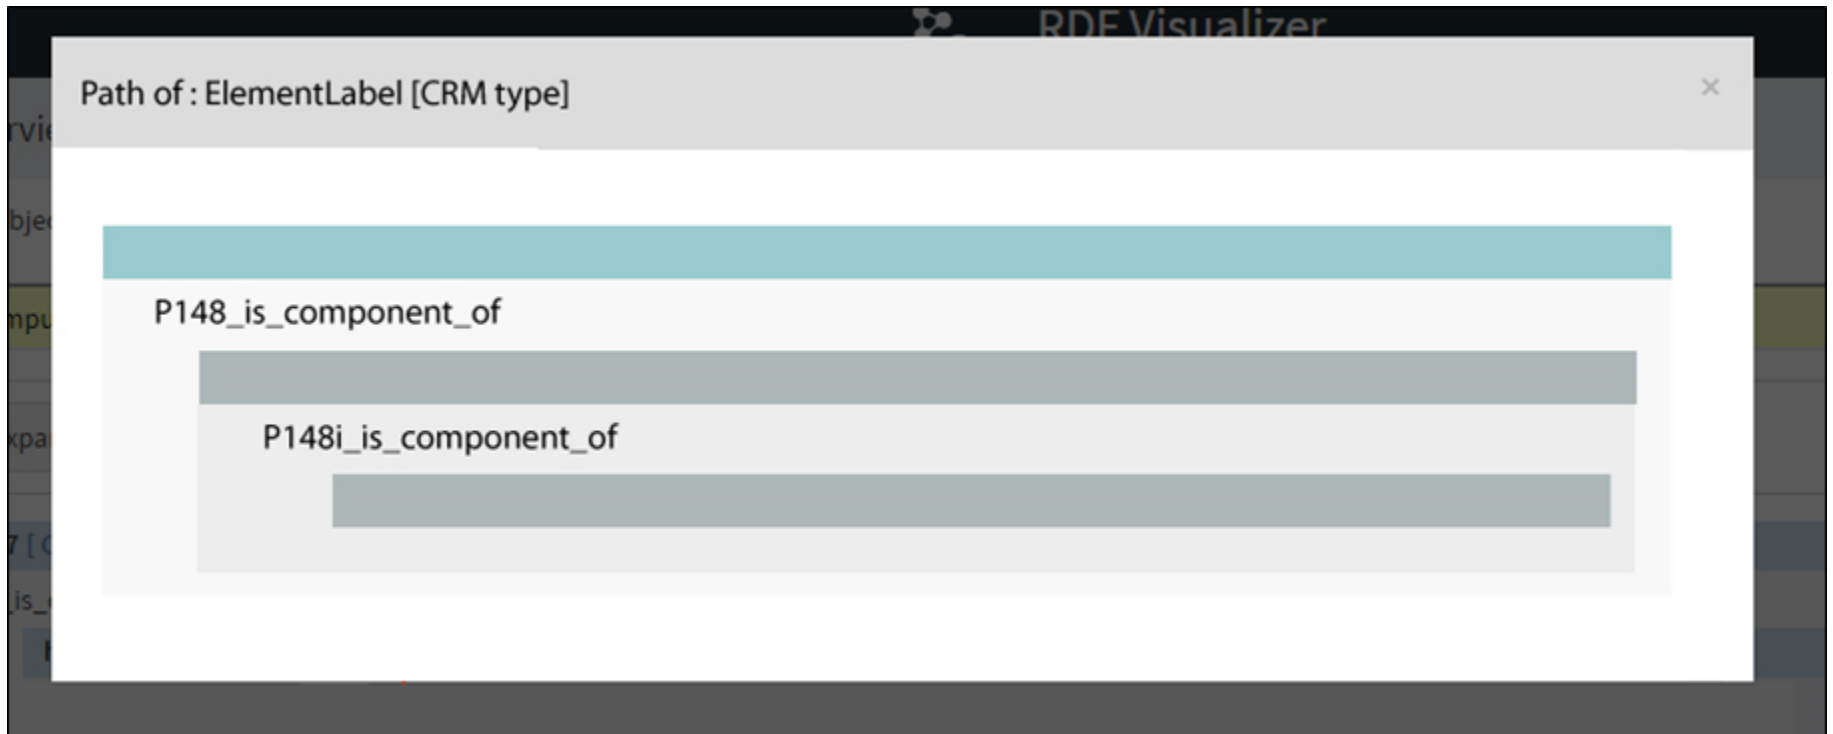 RDF Visualizer
Path of : ElementLabel [CRM type]
×
P148_is_component_of
P148i_is_component_of